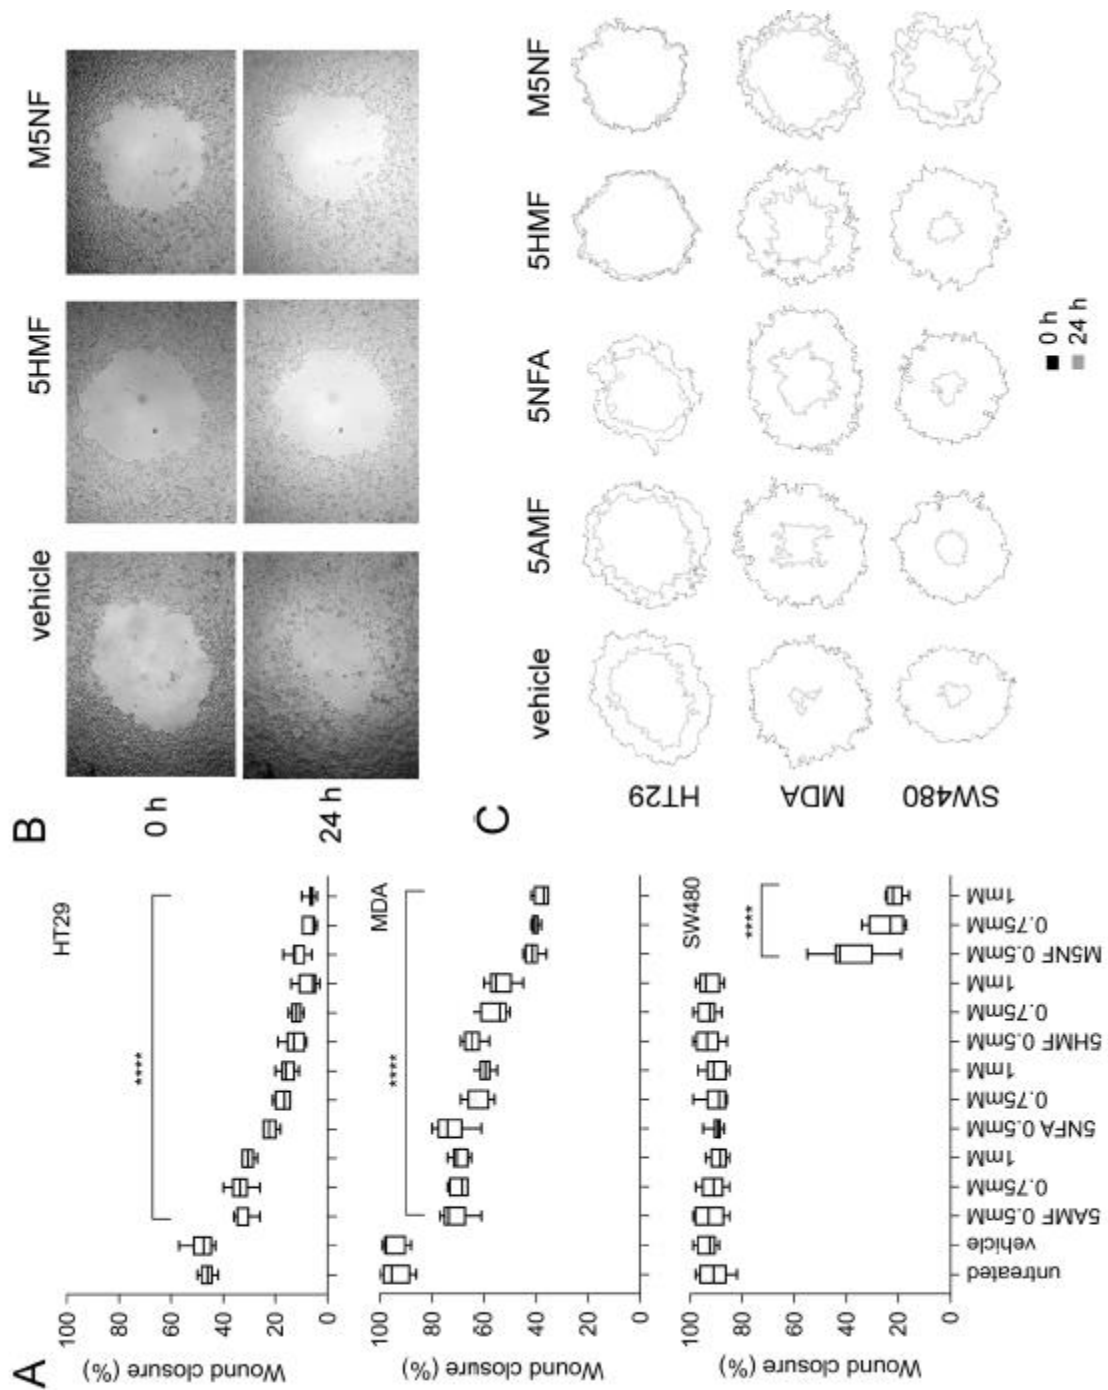 A
HT29
****
Wound closure (%)
100
80
60
40
20
0
MDA
****
Wound closure (%)
100
80
60
40
20
0
SW480
****
Wound closure (%)
100
80
60
40
20
0
untreated
vehicle
5AMF 0.5mM
0.75mM
1mM
5NFA 0.5mM
0.75mM
1mM
5HMF 0.5mM
0.75mM
1mM
M5NF 0.5mM
0.75mM
1mM
B
vehicle 5HMF M5NF
0 h
24 h
C
vehicle 5AMF 5NFA 5HMF M5NF
HT29
MDA
SW480
0 h
24 h